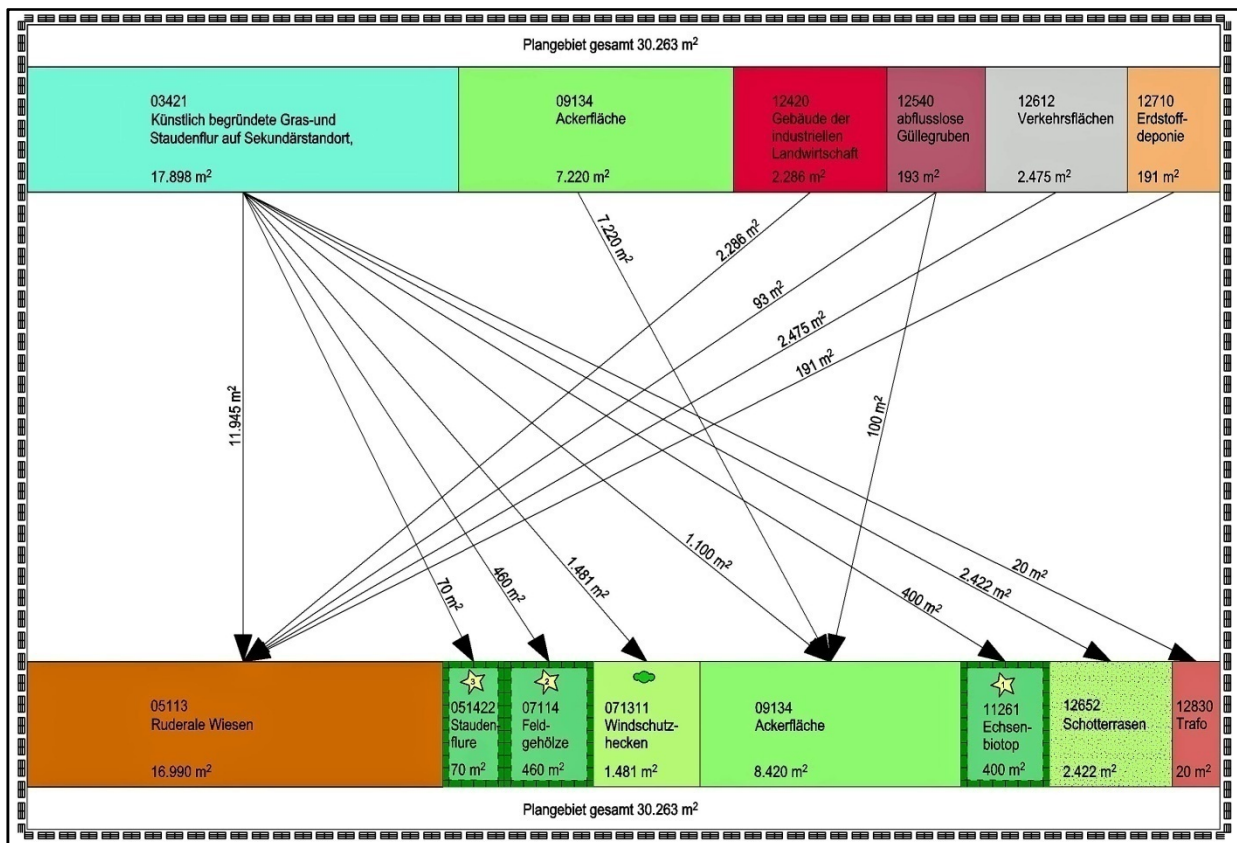 Plangebiet gesamt 30.263 m²
03421
Künstlich begründete Gras-und
Staudenflur auf Sekundärstandort,
17.898 m²
09134
Ackerfläche
7.220 m²
12420
Gebäude der
industriellen
Landwirtschaft
2.286 m²
12540
abflusslose
Güllegruben
193 m²
12612
Verkehrsflächen
2.475 m²
12710
Erdstoff-
deponie
191 m²
7.220 m²
2.286 m²
93 m²
2.475 m²
191 m²
11.945 m²
100 m²
70 m²
460 m²
1.481 m²
1.100 m²
400 m²
2.422 m²
20 m²
05113
Ruderale Wiesen
16.990 m²
3
051422
Stauden-
flure
70 m²
2
07114
Feld-
gehölze
460 m²
071311
Windschutz-
hecken
1.481 m²
09134
Ackerfläche
8.420 m²
1
11261
Echsen-
biotop
400 m²
12652
Schotterrasen
2.422 m²
12830
Trafo
20 m²
Plangebiet gesamt 30.263 m²